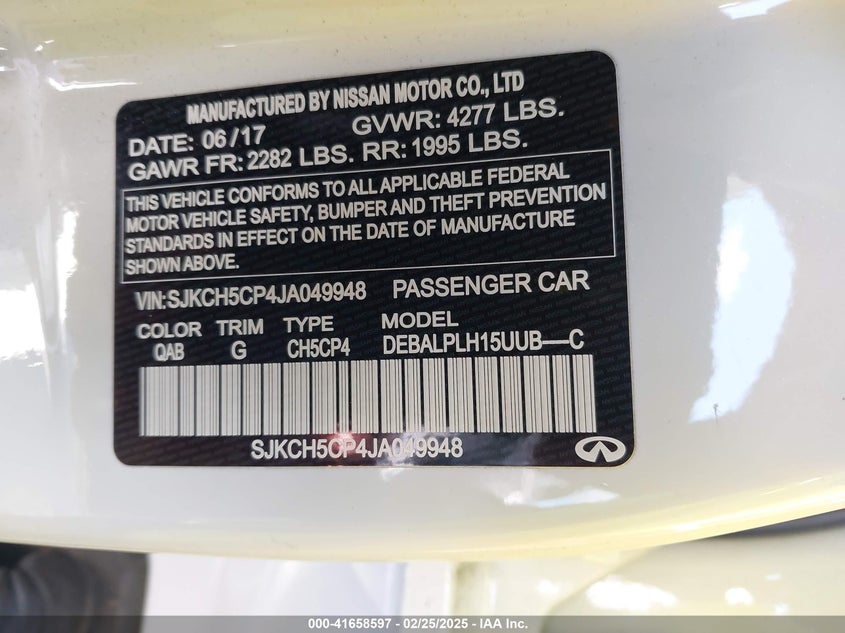 MANUFACTURED BY NISSAN MOTOR CO., LTD
DATE: 06/17 GVWR: 4277 LBS.
GAWR FR: 2282 LBS. RR: 1995 LBS.
THIS VEHICLE CONFORMS TO ALL APPLICABLE FEDERAL
MOTOR VEHICLE SAFETY, BUMPER AND THEFT PREVENTION
STANDARDS IN EFFECT ON THE DATE OF MANUFACTURE
SHOWN ABOVE.
VIN:SJKCH5CP4JA049948 PASSENGER CAR
COLOR TRIM TYPE MODEL
QAB G CH5CP4 DEBALPLH15UUB—C
SJKCH5CP4JA049948
000-41658597 - 02/25/2025 - IAA Inc.